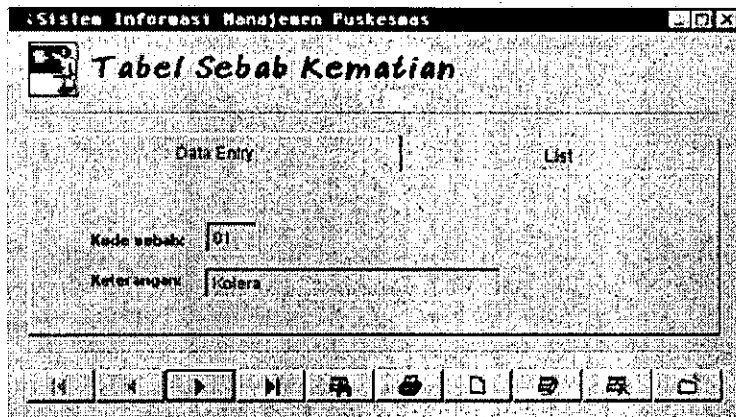 Sistem Informasi Manajemen Puskesmas
Tabel Sebab Kematian
Data Entry
List
Kode sebab:
01
Keterangan:
Kolera